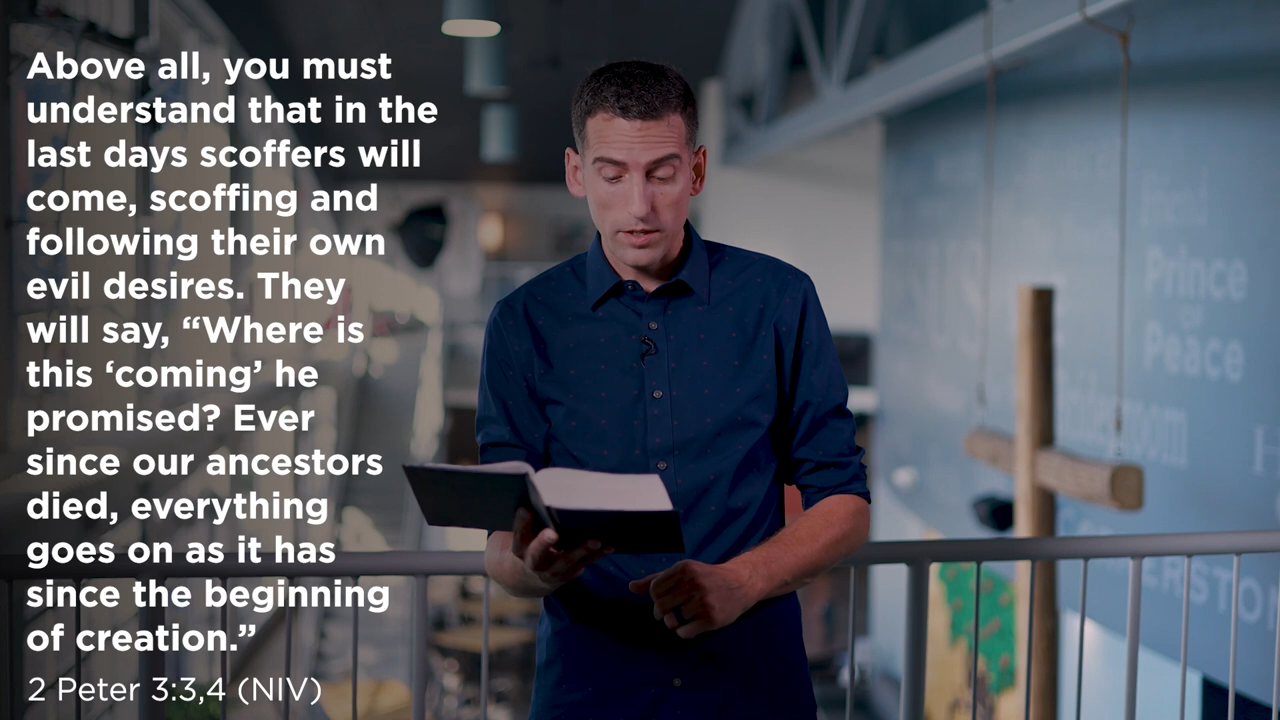 Above all, you must
understand that in the
last days scoffers will
come, scoffing and
following their own
evil desires. They
will say, “Where is
this ‘coming’ he
promised? Ever
since our ancestors
died, everything
goes on as it has
since the beginning
of creation.”
2 Peter 3:3,4 (NIV)
Prince
of
Peace